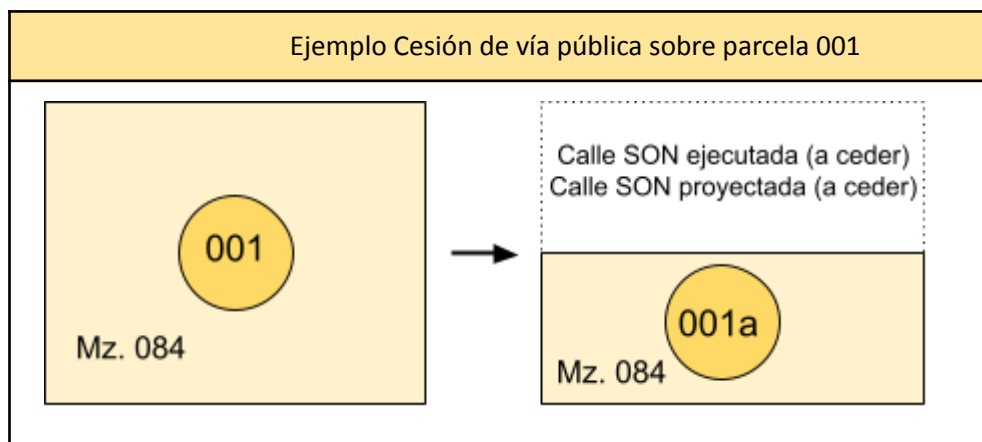 Ejemplo Cesión de vía pública sobre parcela 001
001
Mz. 084
Calle SON ejecutada (a ceder)
Calle SON proyectada (a ceder)
001a
Mz. 084